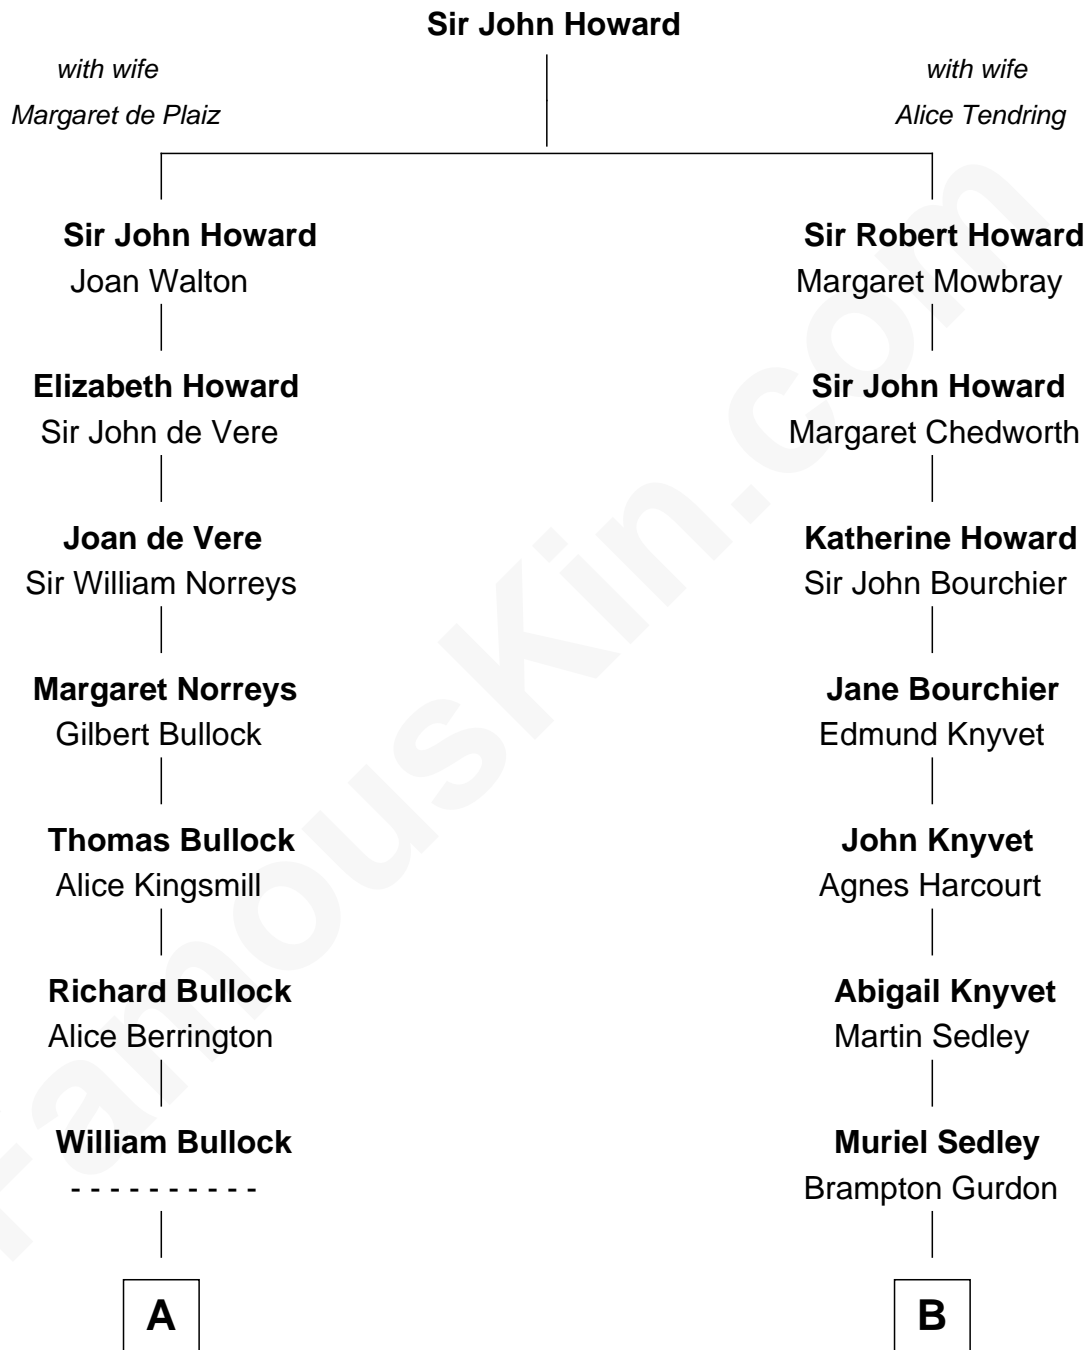 Sir John Howard
with wife
Margaret de Plaiz
with wife
Alice Tendring
Sir John Howard
Joan Walton
Sir Robert Howard
Margaret Mowbray
Elizabeth Howard
Sir John de Vere
Sir John Howard
Margaret Chedworth
Joan de Vere
Sir William Norreys
Katherine Howard
Sir John Bourchier
Margaret Norreys
Gilbert Bullock
Jane Bourchier
Edmund Knyvet
Thomas Bullock
Alice Kingsmill
John Knyvet
Agnes Harcourt
Richard Bullock
Alice Berrington
Abigail Knyvet
Martin Sedley
William Bullock
- - - - - - - - - -
Muriel Sedley
Brampton Gurdon
A
B
FamousKin.com